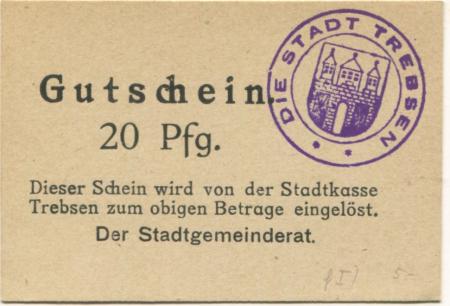 Gutschein.
20 Pfg.
DIE STADT TREBSEN
Dieser Schein wird von der Stadtkasse
Trebsen zum obigen Betrage eingelöst.
Der Stadtgemeinderat.
5-